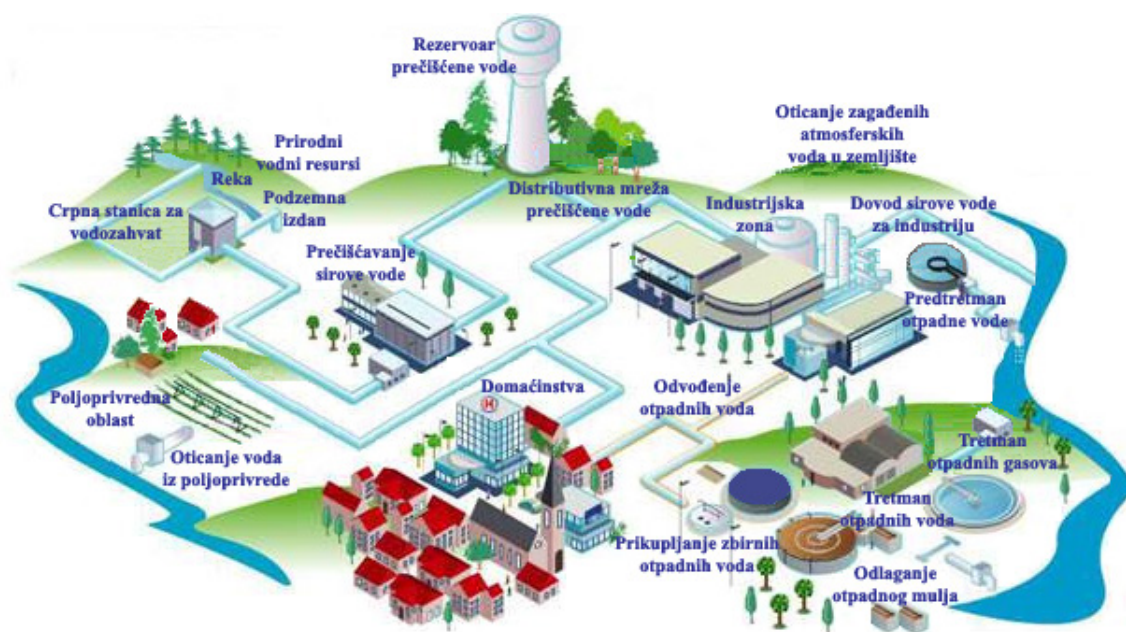 Rezervoar
prečišćene vode
Oticanje zagađenih
atmosferskih
voda u zemljište
Prirodni
vodni resursi
Reka
Podzemna
izdan
Crpna stanica za
vodozahvat
Distributivna mreža
prečišćene vode
Industrijska
zona
Dovod sirove vode
za industriju
Prečišćavanje
sirove vode
Predtretman
otpadne vode
Poljoprivredna
oblast
Domaćinstva
Odvođenje
otpadnih voda
Oticanje voda
iz poljoprivrede
H
Tretman
otpadnih gasova
Tretman
otpadnih voda
Prikupljanje zbirnih
otpadnih voda
Odlaganje
otpadnog mulja